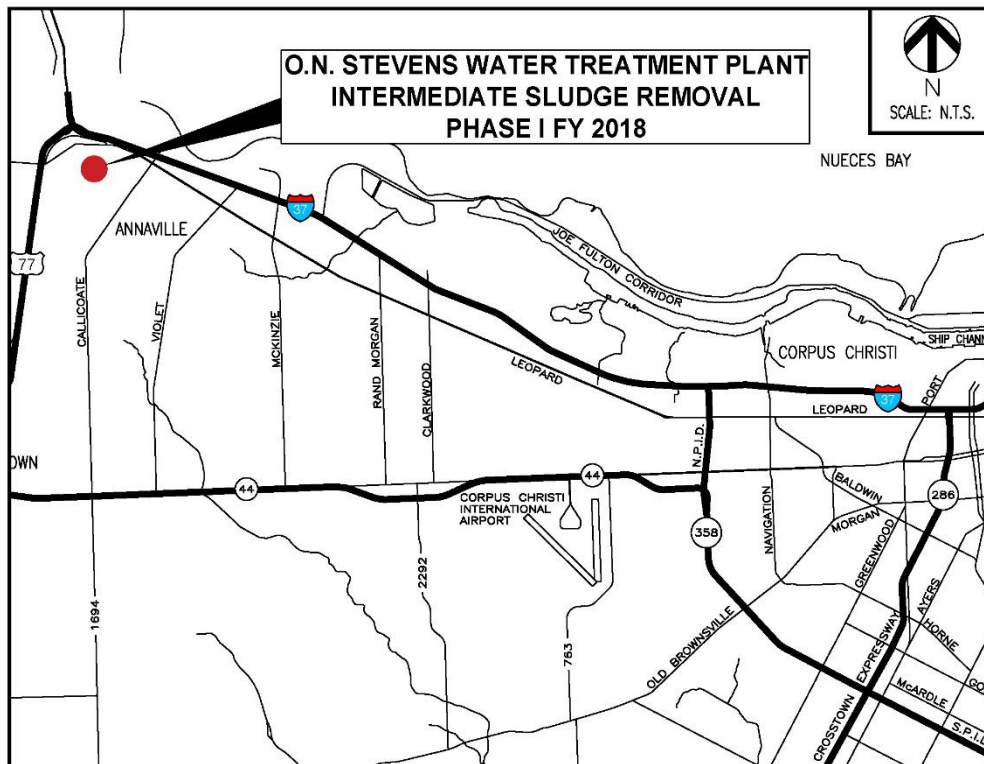 O.N. STEVENS WATER TREATMENT PLANT
INTERMEDIATE SLUDGE REMOVAL
PHASE I FY 2018
N
SCALE: N.T.S.
NUECES BAY
37
ANNAVILLE
77
JOE FULTON CORRIDOR
CALLICOATE
VIOLET
MCKINZIE
RAND MORGAN
CLARKWOOD
LEOPARD
SHIP CHANN
CORPUS CHRISTI
37
PORT
LEOPARD
OWN
N.P.I.D.
44
44
CORPUS CHRISTI
INTERNATIONAL
AIRPORT
NAVIGATION
BALDWIN
MORGAN
286
358
GREENWOOD
2292
1694
763
OLD BROWNSVILLE
AYERS
HORNE
CROSSTOWN EXPRESSWAY
GO
McARDLE
S.P.I.D